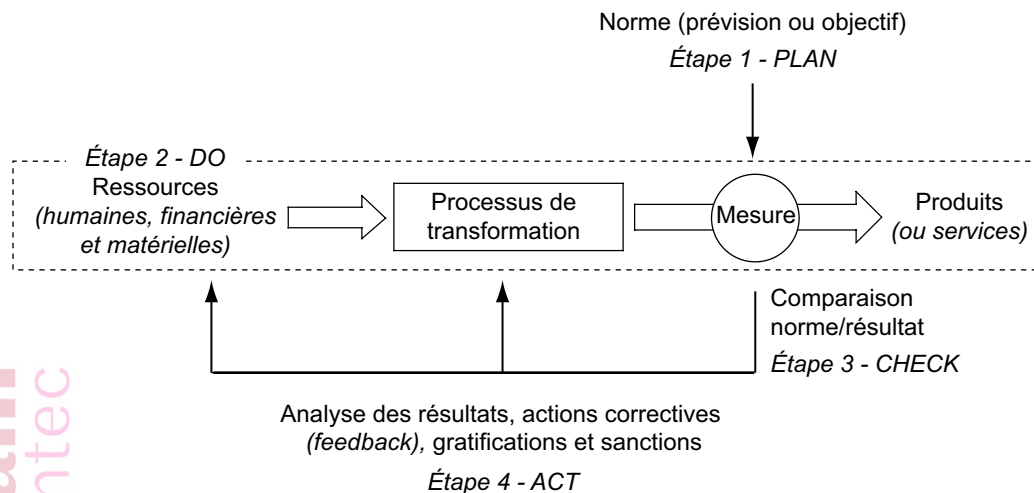 Norme (prévision ou objectif)
Étape 1 - PLAN
Étape 2 - DO
Ressources
(humaines, financières
et matérielles)
Processus de
transformation
Mesure
Produits
(ou services)
Comparaison
norme/résultat
Étape 3 - CHECK
Analyse des résultats, actions correctives
(feedback), gratifications et sanctions
Étape 4 - ACT
ntec